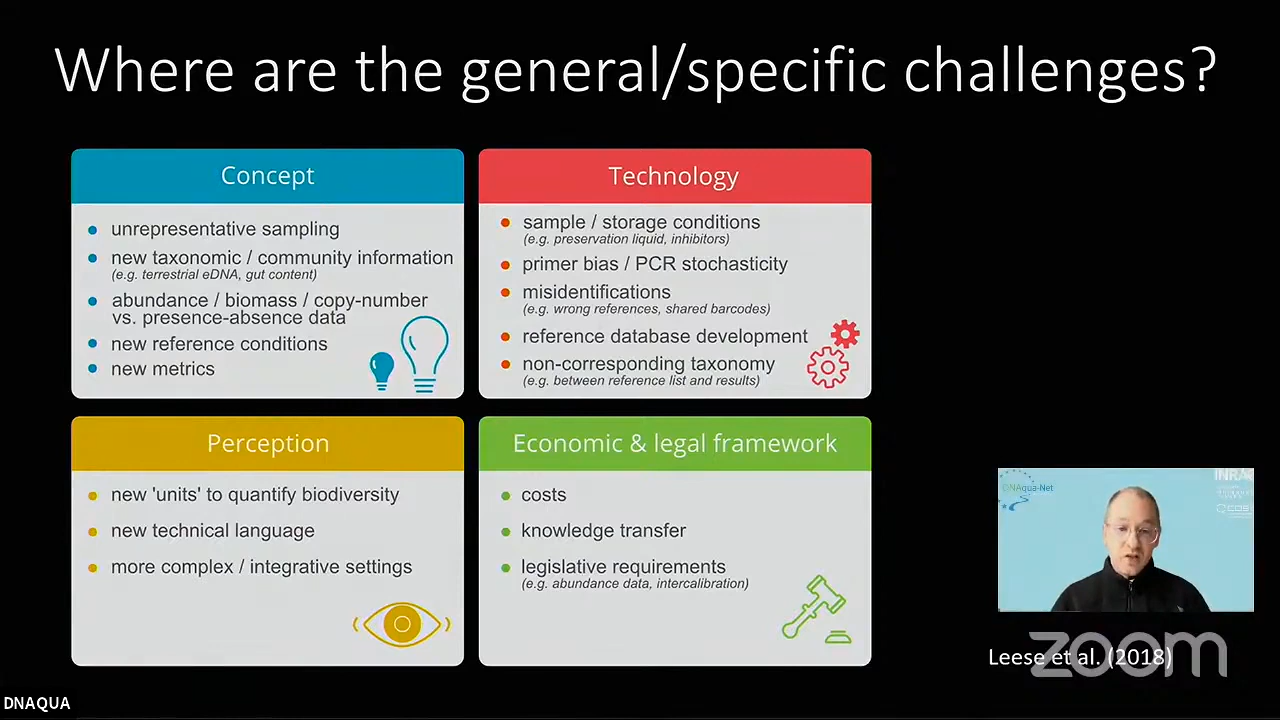 Where are the general/specific challenges?
Concept
unrepresentative sampling
new taxonomic / community information
(e.g. terrestrial eDNA, gut content)
abundance / biomass / copy-number
vs. presence-absence data
new reference conditions
new metrics
Technology
sample / storage conditions
(e.g. preservation liquid, inhibitors)
primer bias / PCR stochasticity
misidentifications
(e.g. wrong references, shared barcodes)
reference database development
non-corresponding taxonomy
(e.g. between reference list and results)
Perception
new 'units' to quantify biodiversity
new technical language
more complex / integrative settings
Economic & legal framework
costs
knowledge transfer
legislative requirements
(e.g. abundance data, intercalibration)
DNAqua-Net
Leese et al. (2018)
zoom
DNAQUA